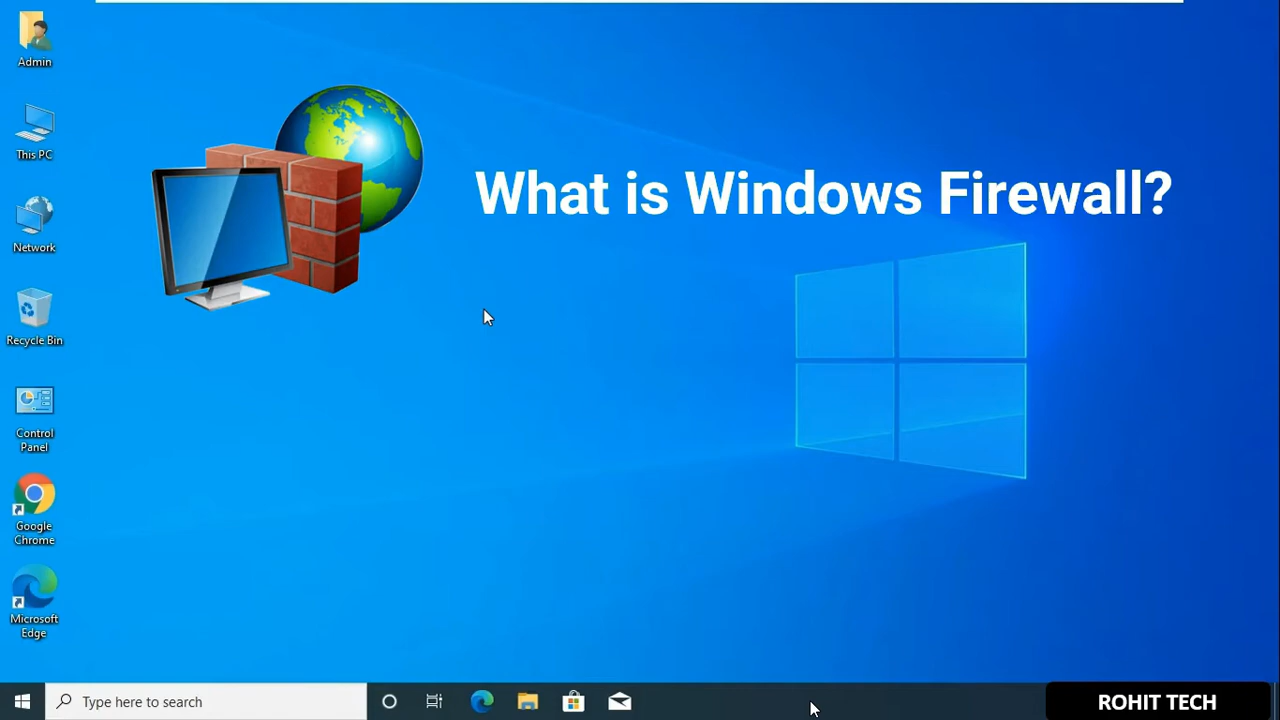 Admin
This PC
Network
Recycle Bin
Control
Panel
Google
Chrome
Microsoft
Edge
What is Windows Firewall?
Type here to search
ROHIT TECH